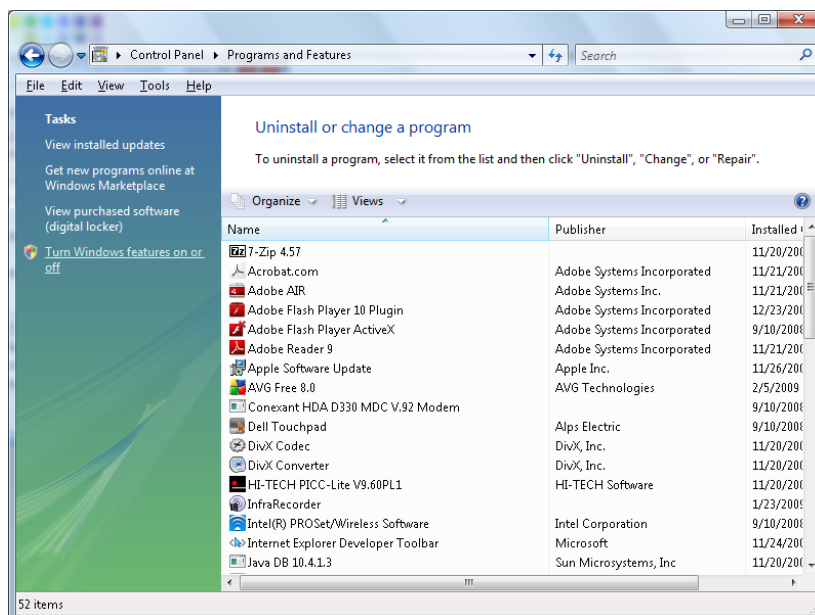 Control Panel ▸ Programs and Features
Search
File Edit View Tools Help
Tasks
View installed updates
Get new programs online at
Windows Marketplace
View purchased software
(digital locker)
Turn Windows features on or
off
Uninstall or change a program
To uninstall a program, select it from the list and then click "Uninstall", "Change", or "Repair".
Organize Views
Name Publisher Installed
7-Zip 4.57 11/20/200
Acrobat.com Adobe Systems Incorporated 11/21/200
Adobe AIR Adobe Systems Inc. 11/21/200
Adobe Flash Player 10 Plugin Adobe Systems Incorporated 12/23/200
Adobe Flash Player ActiveX Adobe Systems Incorporated 9/10/2008
Adobe Reader 9 Adobe Systems Incorporated 11/21/200
Apple Software Update Apple Inc. 11/26/200
AVG Free 8.0 AVG Technologies 2/5/2009
Conexant HDA D330 MDC V.92 Modem 9/10/2008
Dell Touchpad Alps Electric 9/10/2008
DivX Codec DivX, Inc. 11/20/200
DivX Converter DivX, Inc. 11/20/200
HI-TECH PICC-Lite V9.60PL1 HI-TECH Software 11/20/200
InfraRecorder 1/23/2009
Intel(R) PROSet/Wireless Software Intel Corporation 9/10/2008
Internet Explorer Developer Toolbar Microsoft 11/24/200
Java DB 10.4.1.3 Sun Microsystems, Inc 11/20/200
52 items